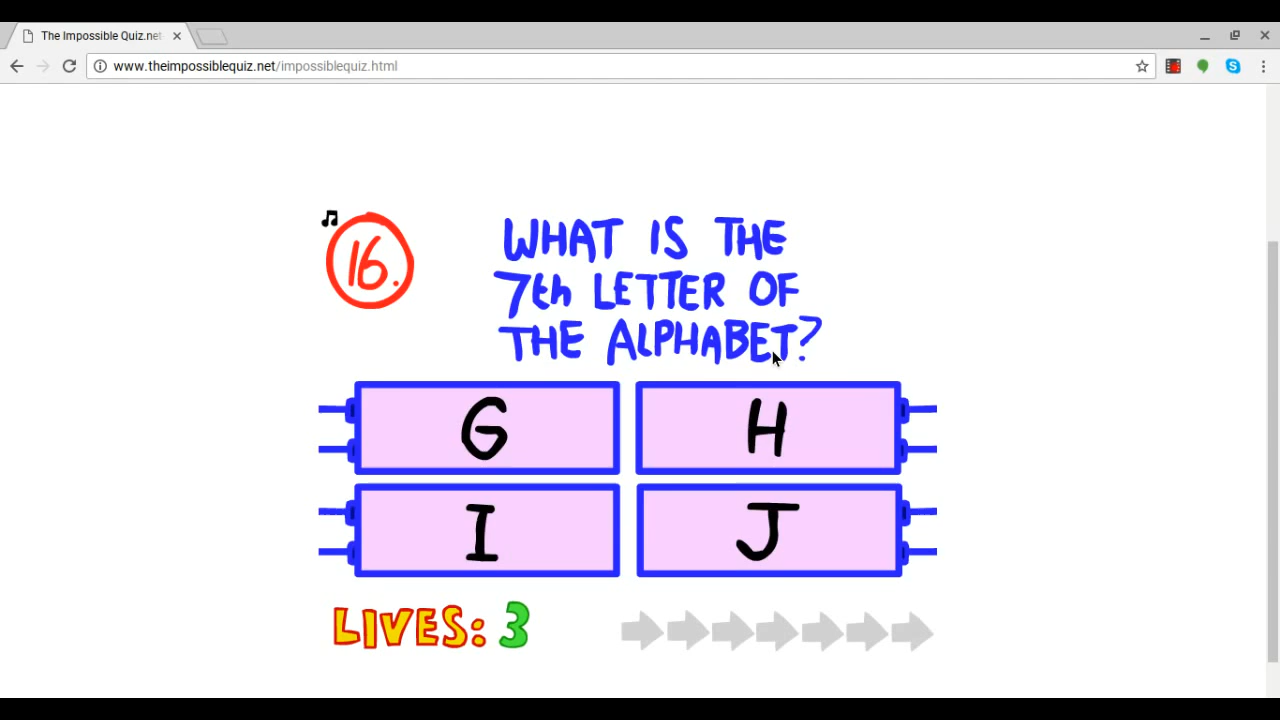 The Impossible Quiz.net
www.theimpossiblequiz.net/impossiblequiz.html
16.
WHAT IS THE
7th LETTER OF
THE ALPHABET?
G
H
I
J
LIVES: 3